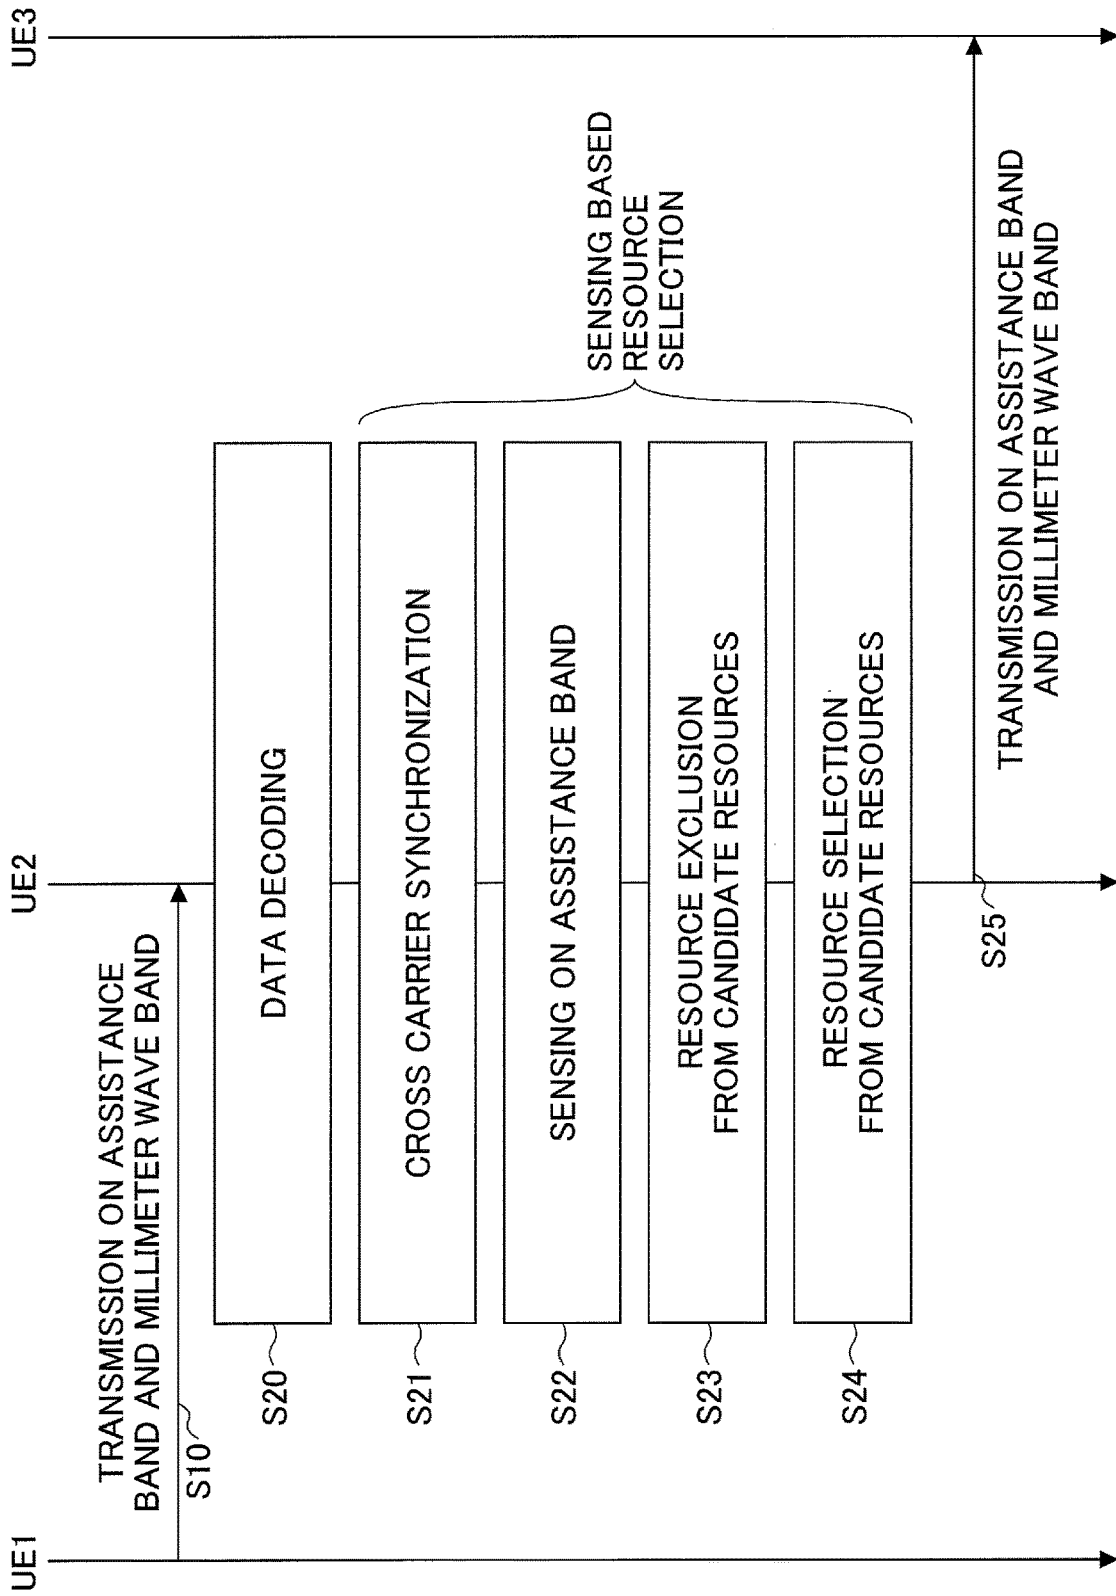 UE1
UE2
UE3
TRANSMISSION ON ASSISTANCE
BAND AND MILLIMETER WAVE BAND
S10
S20
DATA DECODING
S21
CROSS CARRIER SYNCHRONIZATION
S22
SENSING ON ASSISTANCE BAND
S23
RESOURCE EXCLUSION
FROM CANDIDATE RESOURCES
S24
RESOURCE SELECTION
FROM CANDIDATE RESOURCES
SENSING BASED
RESOURCE
SELECTION
S25
TRANSMISSION ON ASSISTANCE BAND
AND MILLIMETER WAVE BAND